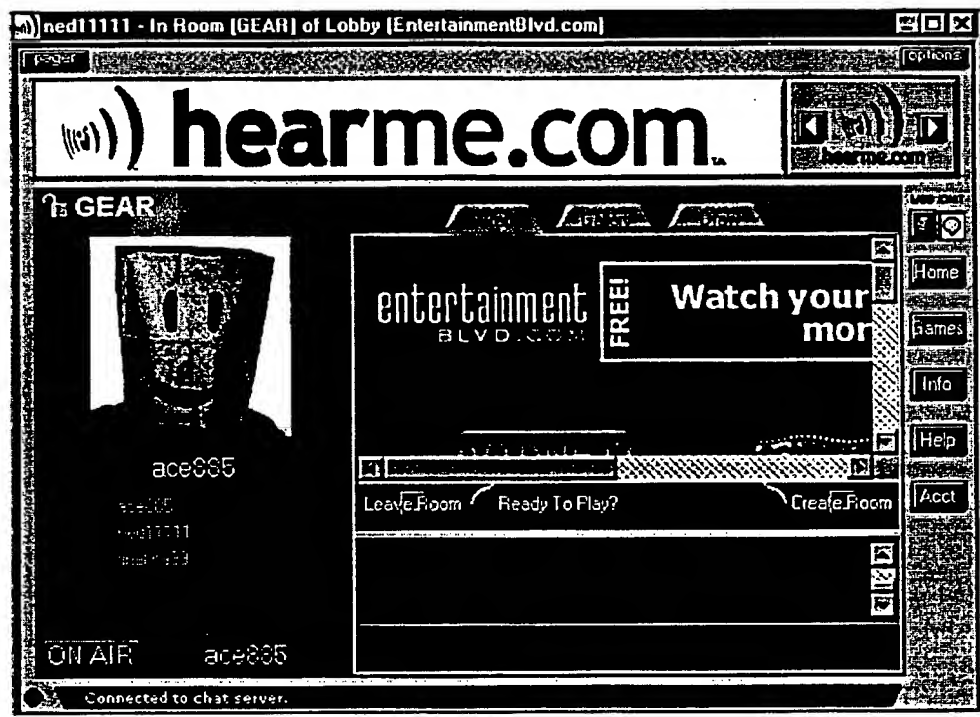 ned11111 - In Room [GEAR] of Lobby [EntertainmentBlvd.com]
pager
options
hearme.com
hearme.com
GEAR
entertainment
BLVD.COM
FREE!
Watch your
mor
Home
Games
Info
Help
Acct
ace885
Leave Room
Ready To Play?
Create Room
ace885
ned11111
ON AIR
ace885
Connected to chat server.